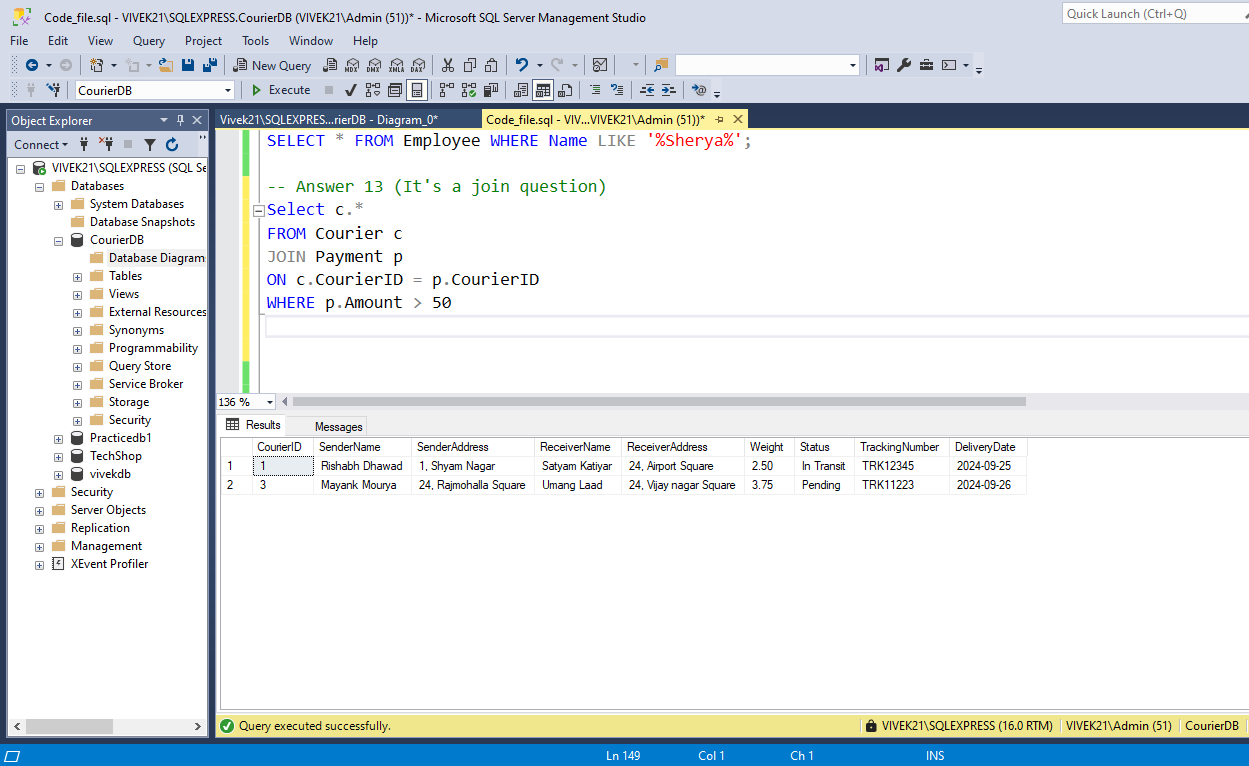 Code_file.sql - VIVEK21\SQLEXPRESS.CourierDB (VIVEK21\Admin (51))* - Microsoft SQL Server Management Studio
Quick Launch (Ctrl+Q)
File Edit View Query Project Tools Window Help
New Query MDX DMX XMLA DAX
CourierDB Execute
Object Explorer
Vivek21\SQLEXPRES...rierDB - Diagram_0*
Code_file.sql - VIV...VIVEK21\Admin (51))*
Connect
VIVEK21\SQLEXPRESS (SQL Se
Databases
System Databases
Database Snapshots
CourierDB
Database Diagram
Tables
Views
External Resources
Synonyms
Programmability
Query Store
Service Broker
Storage
Security
Practicedb1
TechShop
vivekdb
Security
Server Objects
Replication
Management
XEvent Profiler
SELECT * FROM Employee WHERE Name LIKE '%Sherya%';
-- Answer 13 (It's a join question)
Select c.*
FROM Courier c
JOIN Payment p
ON c.CourierID = p.CourierID
WHERE p.Amount > 50
136 %
Results Messages
CourierID SenderName SenderAddress ReceiverName ReceiverAddress Weight Status TrackingNumber DeliveryDate
1 1 Rishabh Dhawad 1, Shyam Nagar Satyam Katiyar 24, Airport Square 2.50 In Transit TRK12345 2024-09-25
2 3 Mayank Mourya 24, Rajmohalla Square Umang Laad 24, Vijay nagar Square 3.75 Pending TRK11223 2024-09-26
Query executed successfully.
VIVEK21\SQLEXPRESS (16.0 RTM) VIVEK21\Admin (51) CourierDB
Ln 149 Col 1 Ch 1 INS